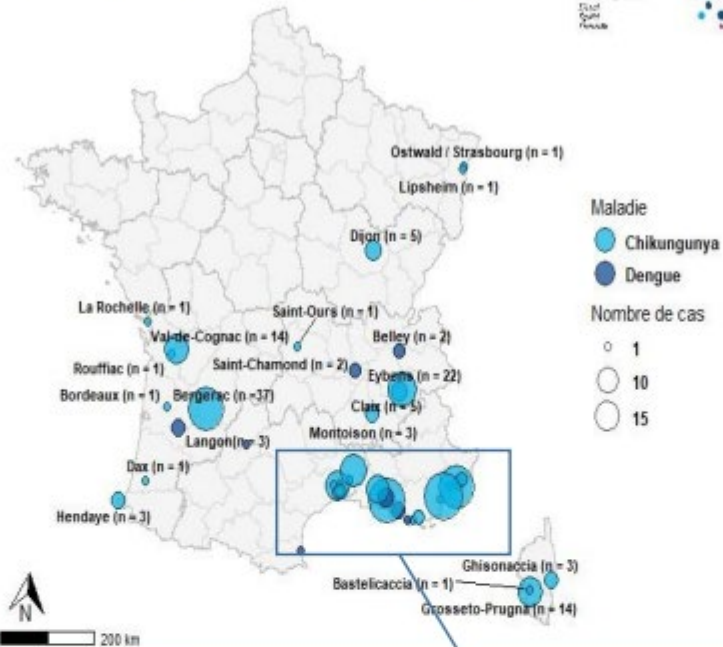 Ostwald / Strasbourg (n = 1)
Lipsheim (n = 1)
Dijon (n = 5)
Maladie
Chikungunya
Dengue
Nombre de cas
1
10
15
La Rochelle (n = 1)
Saint-Ours (n = 1)
Val-de-Cognac (n = 14)
Belley (n = 2)
Rouffiac (n = 1)
Saint-Chamond (n = 2)
Eybens (n = 22)
Bordeaux (n = 1)
Bergerac (n =37)
Claix (n = 5)
Langon(n = 3)
Montoison (n = 3)
Dax (n = 1)
Hendaye (n = 3)
Ghisonaccia (n = 3)
Bastelicaccia (n = 1)
Grosseto-Prugna (n = 14)
N
200 km